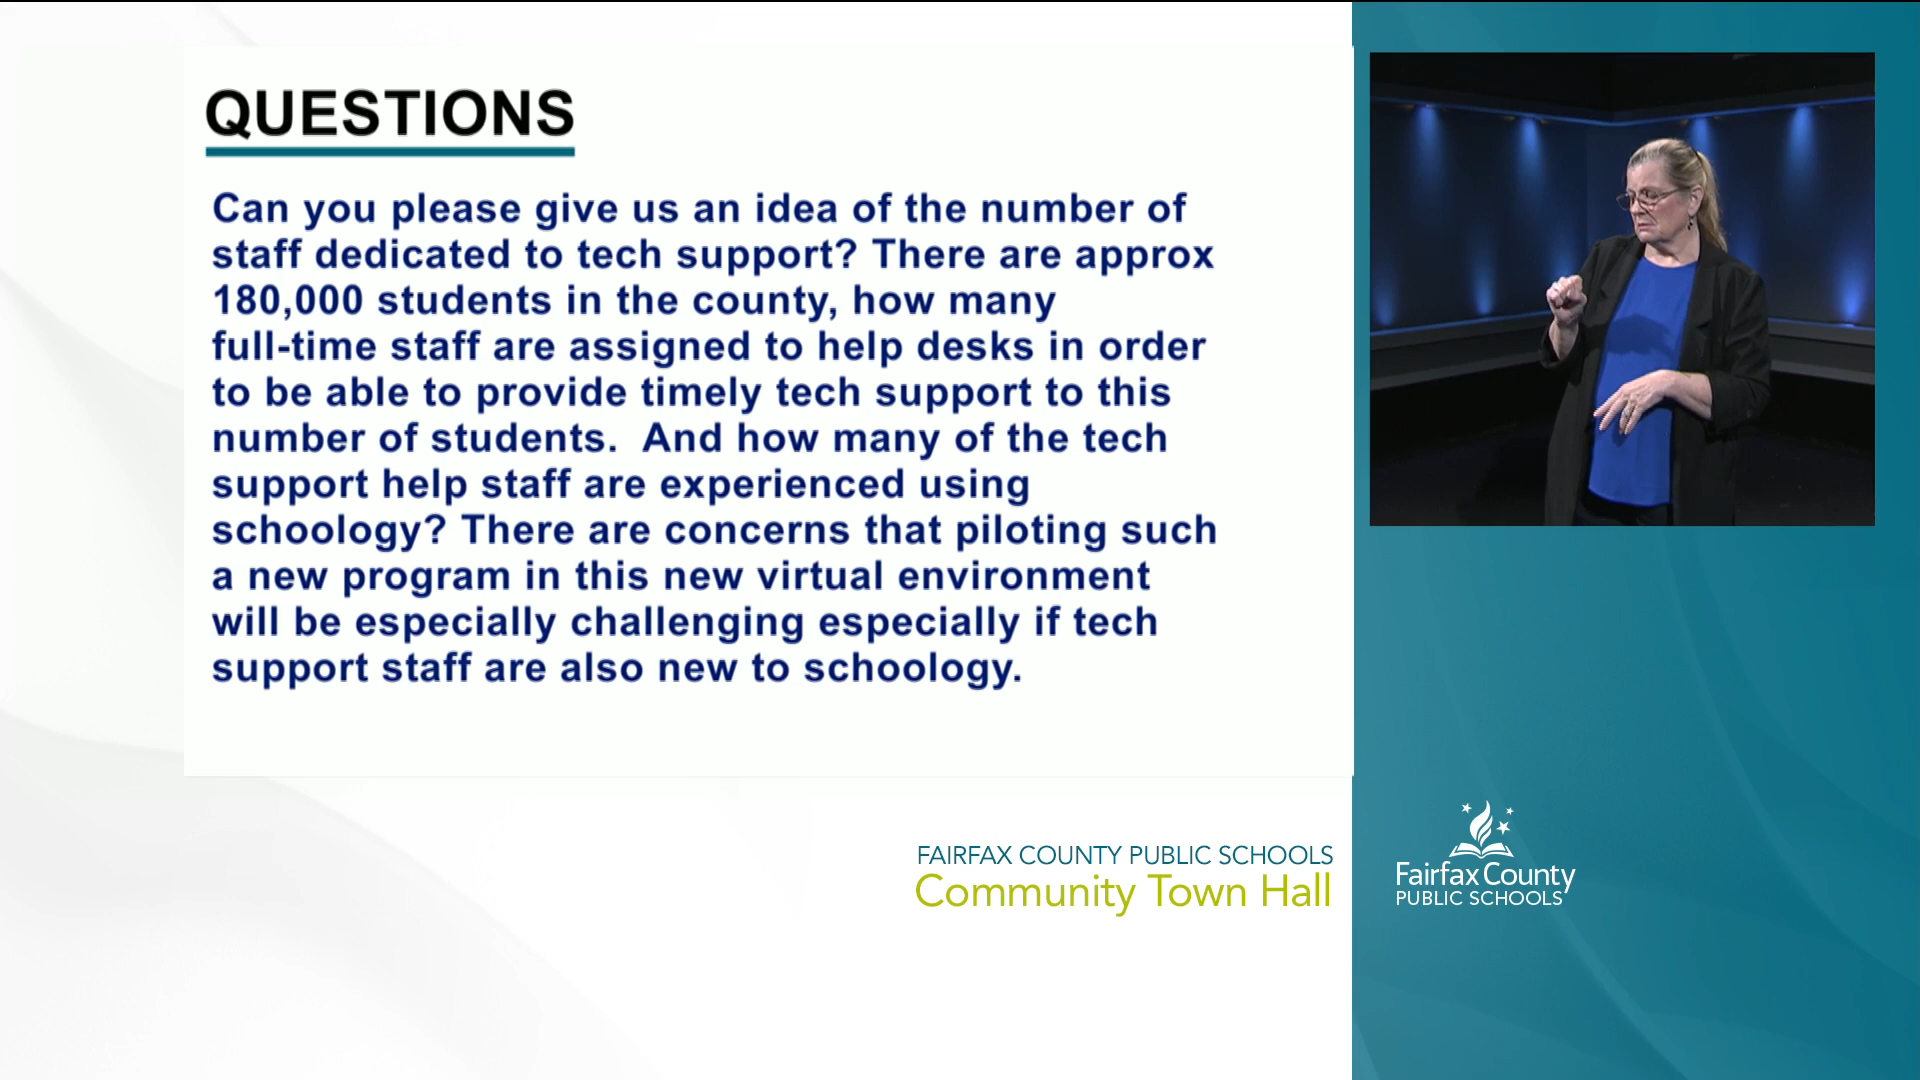 QUESTIONS
Can you please give us an idea of the number of
staff dedicated to tech support? There are approx
180,000 students in the county, how many
full-time staff are assigned to help desks in order
to be able to provide timely tech support to this
number of students.  And how many of the tech
support help staff are experienced using
schoology? There are concerns that piloting such
a new program in this new virtual environment
will be especially challenging especially if tech
support staff are also new to schoology.
FAIRFAX COUNTY PUBLIC SCHOOLS
Community Town Hall
Fairfax County
PUBLIC SCHOOLS